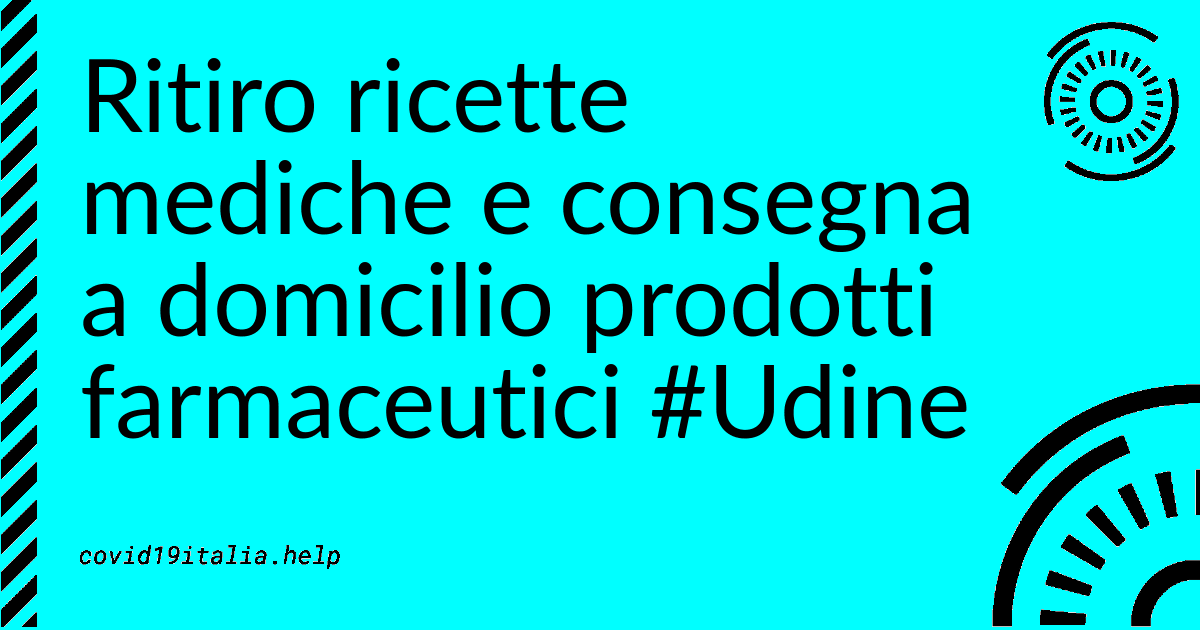 Ritiro ricette
mediche e consegna
a domicilio prodotti
farmaceutici #Udine
covid19italia.help